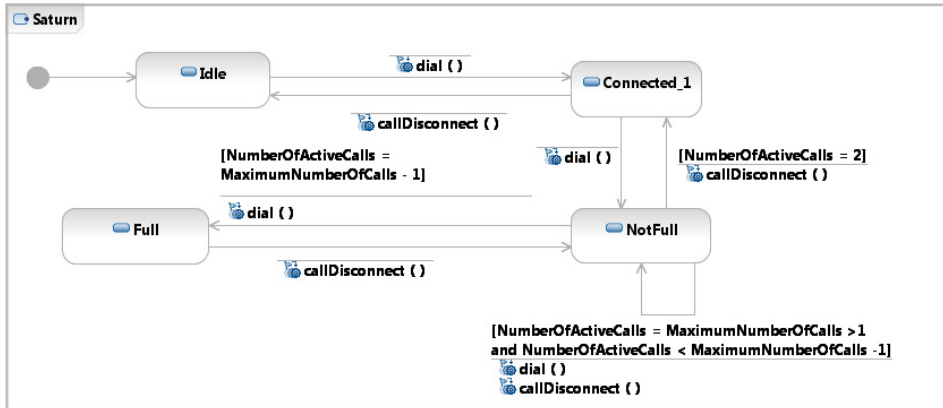 Saturn
Idle
dial ( )
Connected_1
callDisconnect ( )
[NumberOfActiveCalls =
MaximumNumberOfCalls - 1]
dial ( )
dial ( )
[NumberOfActiveCalls = 2]
callDisconnect ( )
Full
NotFull
callDisconnect ( )
[NumberOfActiveCalls = MaximumNumberOfCalls >1
and NumberOfActiveCalls < MaximumNumberOfCalls -1]
dial ( )
callDisconnect ( )